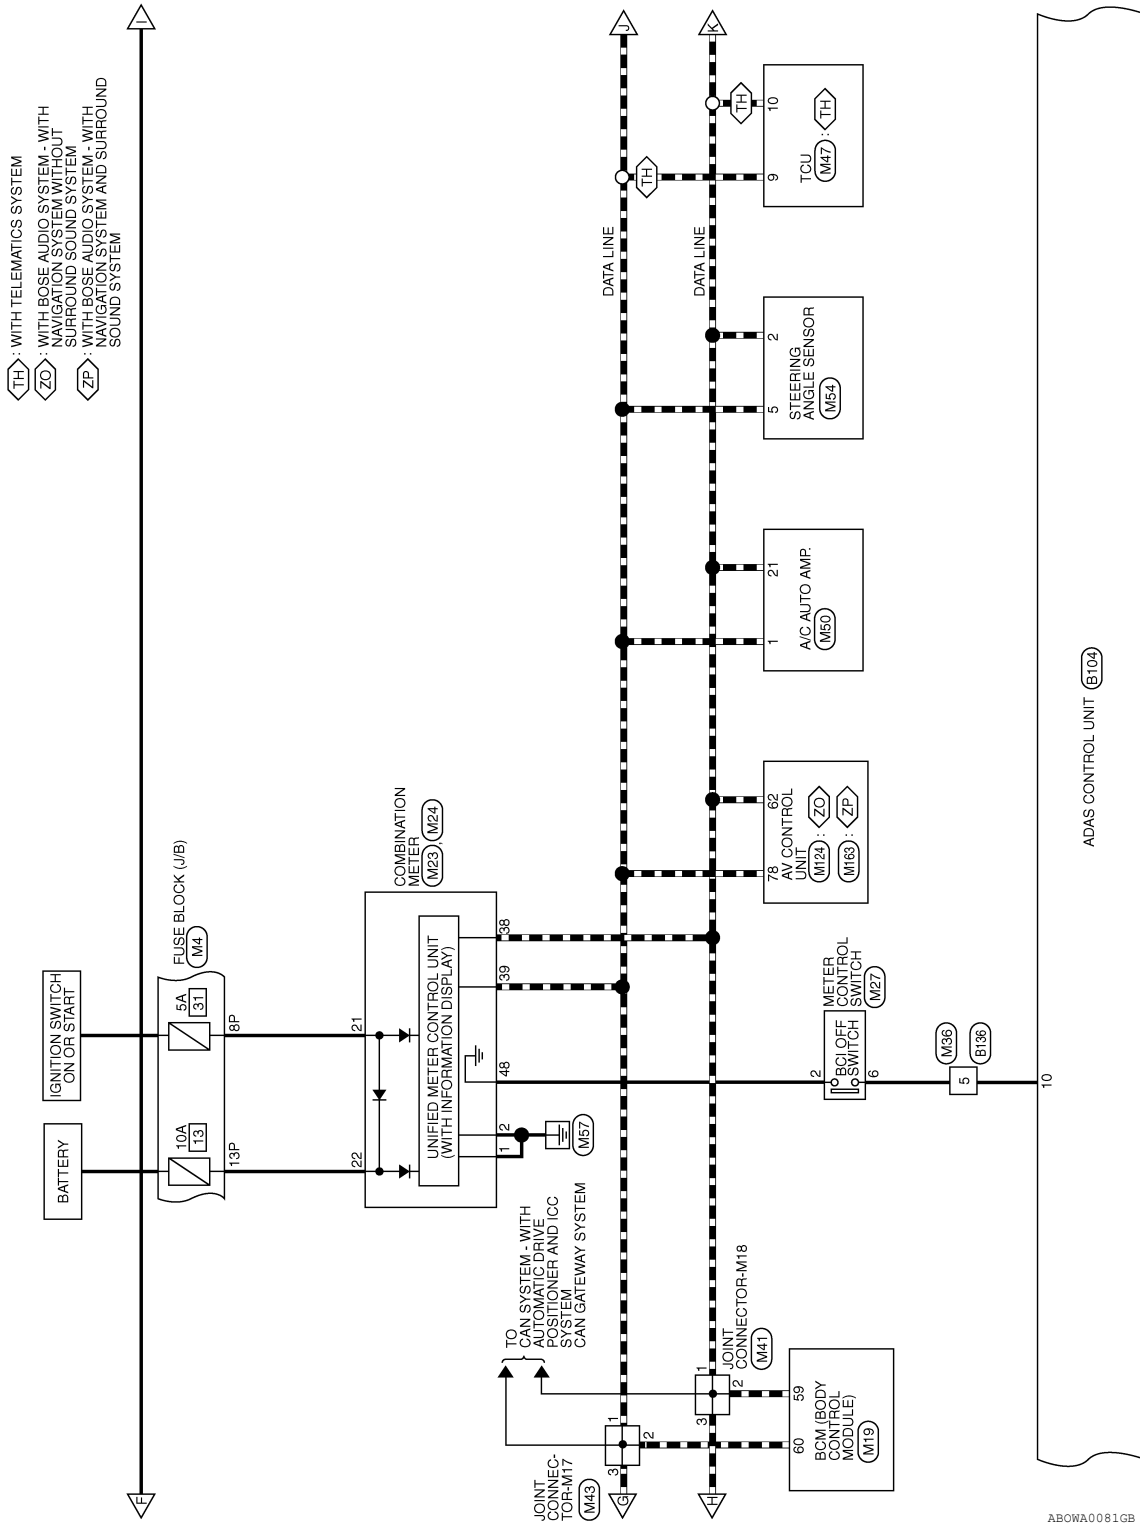 TH : WITH TELEMATICS SYSTEM
ZO : WITH BOSE AUDIO SYSTEM - WITH
NAVIGATION SYSTEM WITHOUT
SURROUND SOUND SYSTEM
ZP : WITH BOSE AUDIO SYSTEM - WITH
NAVIGATION SYSTEM AND SURROUND
SOUND SYSTEM
F
I
BATTERY
IGNITION SWITCH
ON OR START
10A
13
5A
31
FUSE BLOCK (J/B)
M4
13P
8P
22
21
COMBINATION
METER
M23 , M24
UNIFIED METER CONTROL UNIT
(WITH INFORMATION DISPLAY)
1
2
48
39
38
M57
TO
CAN SYSTEM - WITH
AUTOMATIC DRIVE
POSITIONER AND ICC
SYSTEM
CAN GATEWAY SYSTEM
JOINT
CONNEC-
TOR-M17
M43
3
1
2
G
DATA LINE
TH
J
H
3
1
2
JOINT
CONNECTOR-M18
M41
DATA LINE
TH
K
60
59
BCM (BODY
CONTROL
MODULE)
M19
2
BCI OFF
SWITCH
6
METER
CONTROL
SWITCH
M27
5
M36
B136
10
78
62
AV CONTROL
UNIT
M124 : ZO
M163 : ZP
1
21
A/C AUTO AMP.
M50
5
2
STEERING
ANGLE SENSOR
M54
9
10
TCU
M47 : TH
ADAS CONTROL UNIT B104
ABOWA0081GB